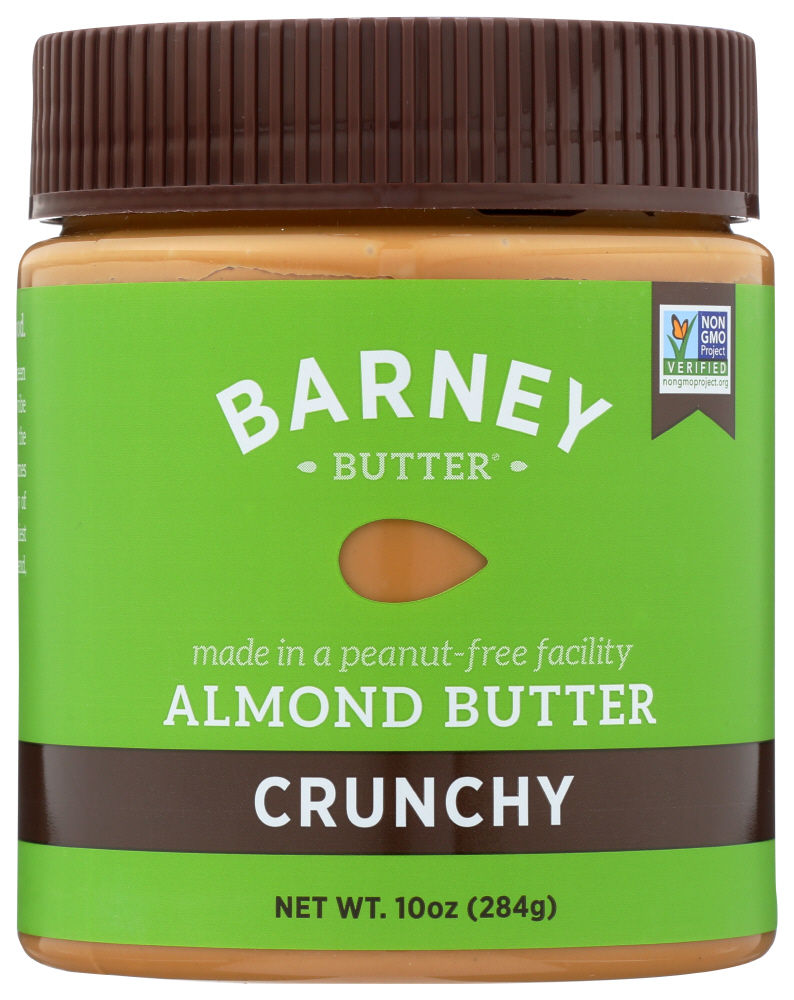 NON
GMO
Project
VERIFIED
nongmoproject.org
BARNEY
BUTTER®
made in a peanut-free facility
ALMOND BUTTER
CRUNCHY
NET WT. 10oz (284g)